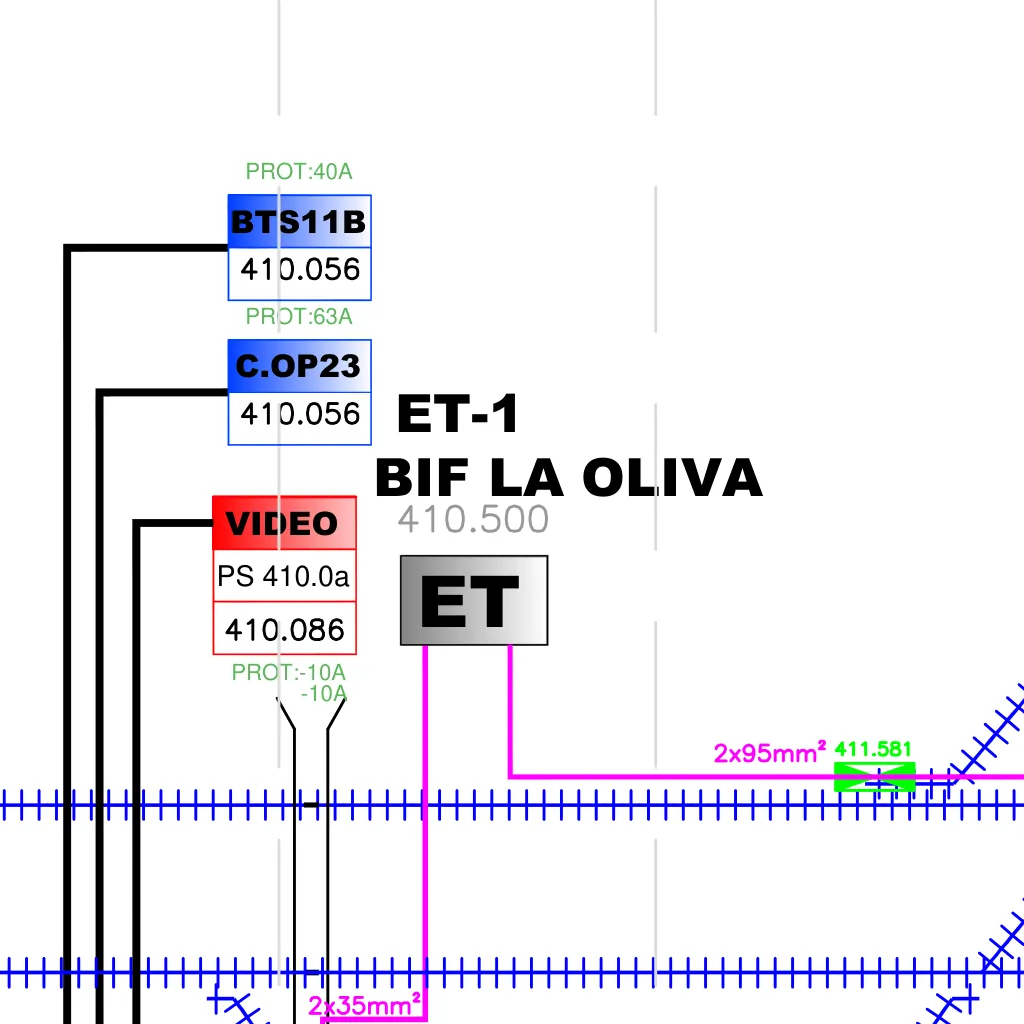 PROT:40A
BTS11B
410.056
PROT:63A
C.OP23
410.056
ET-1
BIF LA OLIVA
410.500
VIDEO
PS 410.0a
410.086
PROT:-10A
-10A
ET
2x95mm²
411.581
2x35mm²